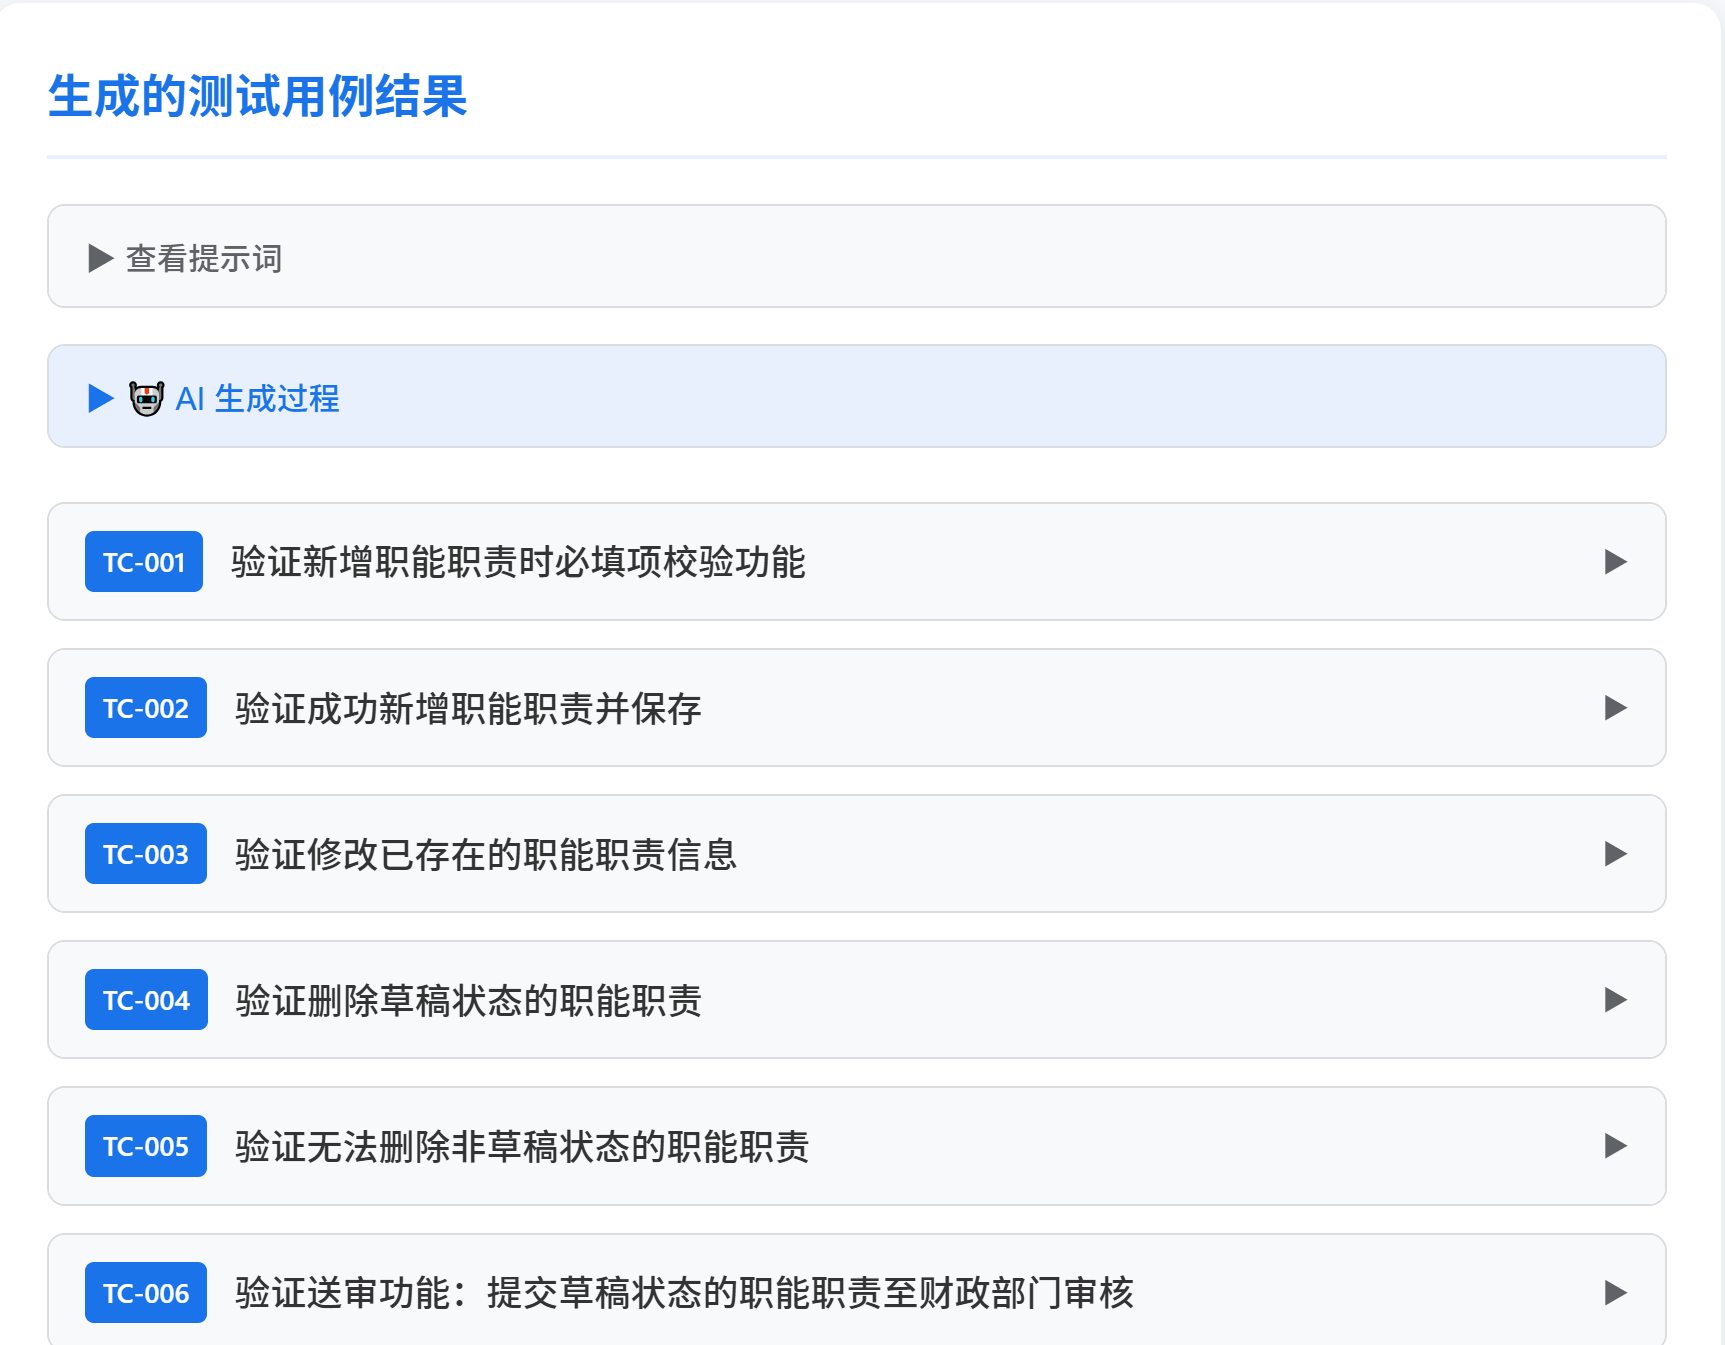 生成的测试用例结果
查看提示词
AI 生成过程
TC-001 验证新增职能职责时必填项校验功能
TC-002 验证成功新增职能职责并保存
TC-003 验证修改已存在的职能职责信息
TC-004 验证删除草稿状态的职能职责
TC-005 验证无法删除非草稿状态的职能职责
TC-006 验证送审功能：提交草稿状态的职能职责至财政部门审核